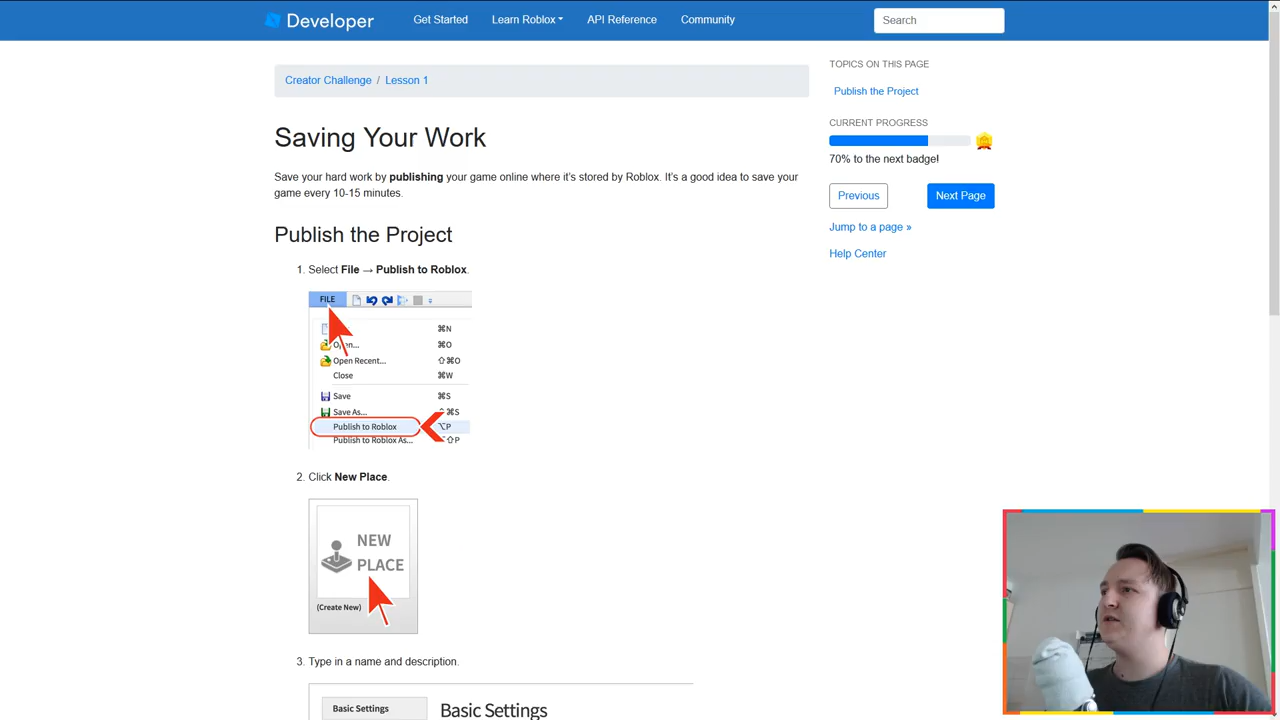 Developer
Get Started
Learn Roblox
API Reference
Community
Search
Creator Challenge / Lesson 1
Saving Your Work
Save your hard work by publishing your game online where it's stored by Roblox. It's a good idea to save your
game every 10-15 minutes.
Publish the Project
1. Select File → Publish to Roblox.
FILE
⌘N
Open... ⌘O
Open Recent... ⇧⌘O
Close ⌘W
Save ⌘S
Save As... ⇧⌘S
Publish to Roblox ⌥P
Publish to Roblox As... ⌥⇧P
2. Click New Place.
NEW
PLACE
(Create New)
3. Type in a name and description.
Basic Settings
Basic Settings
TOPICS ON THIS PAGE
Publish the Project
CURRENT PROGRESS
70% to the next badge!
Previous
Next Page
Jump to a page »
Help Center